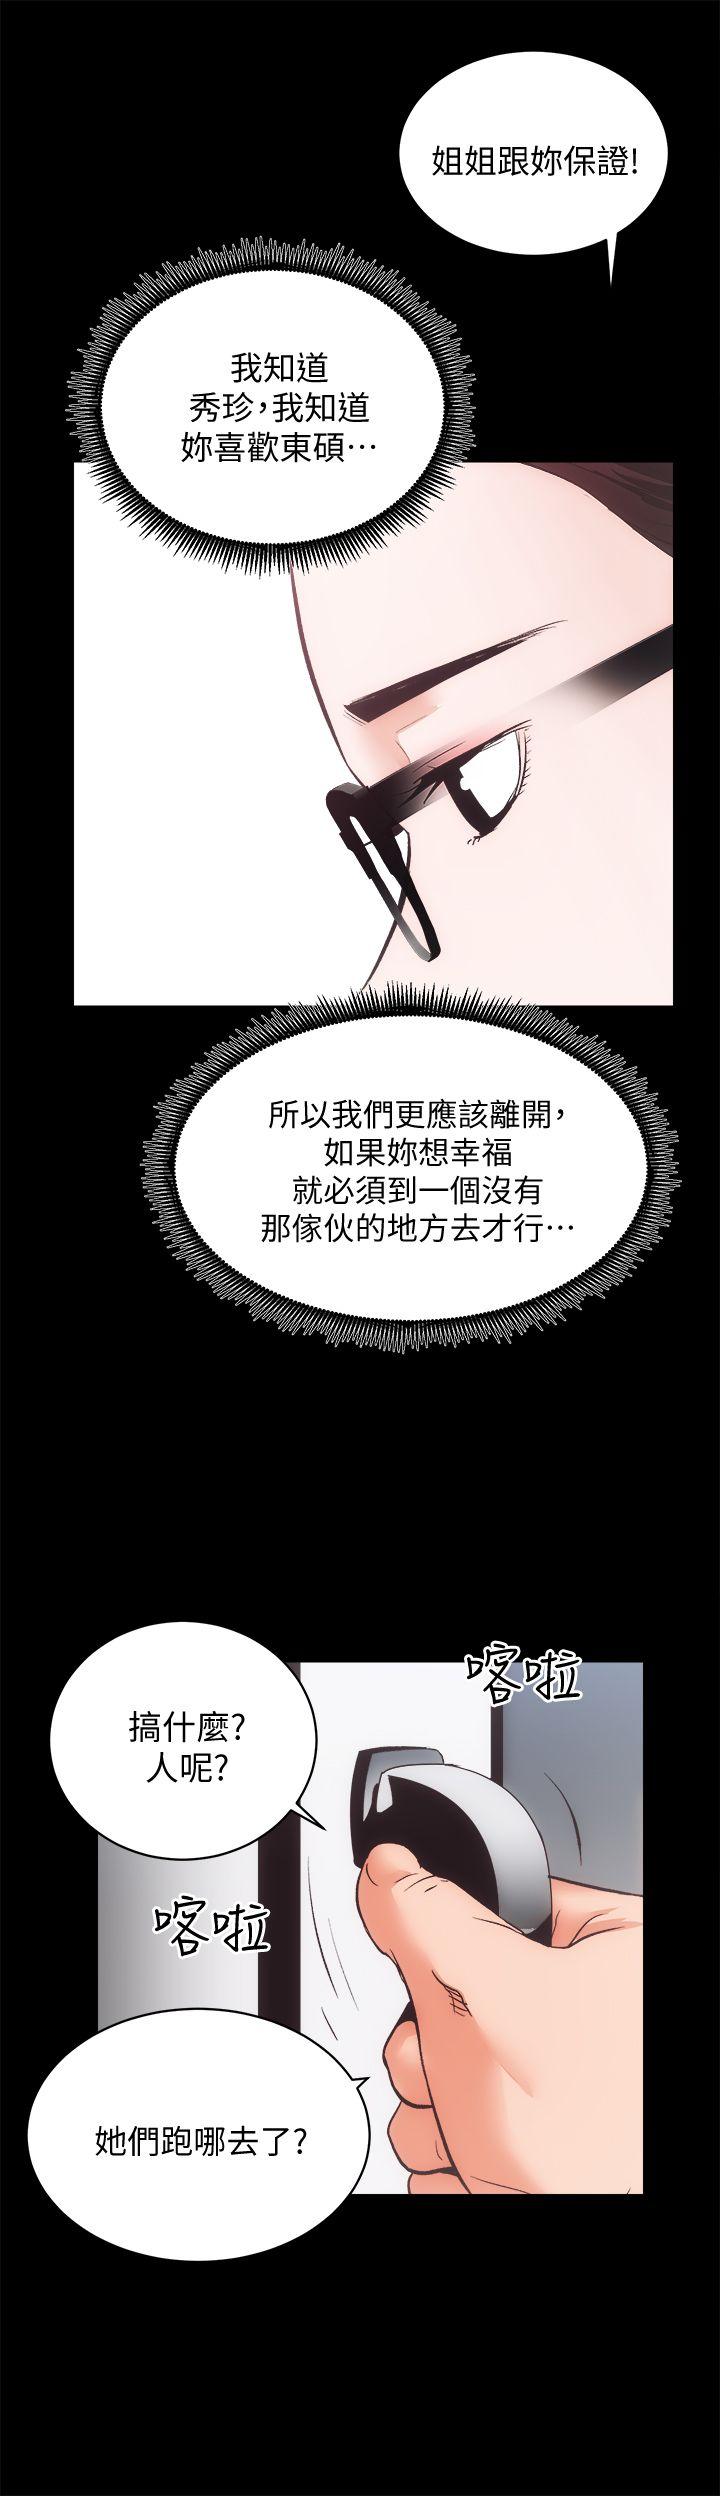 姐姐跟妳保證!
我知道
秀珍,我知道
妳喜歡東碩…
所以我們更應該離開,
如果妳想幸福
就必須到一個沒有
那傢伙的地方去才行…
喀啦
搞什麼?
人呢?
喀啦
她們跑哪去了?